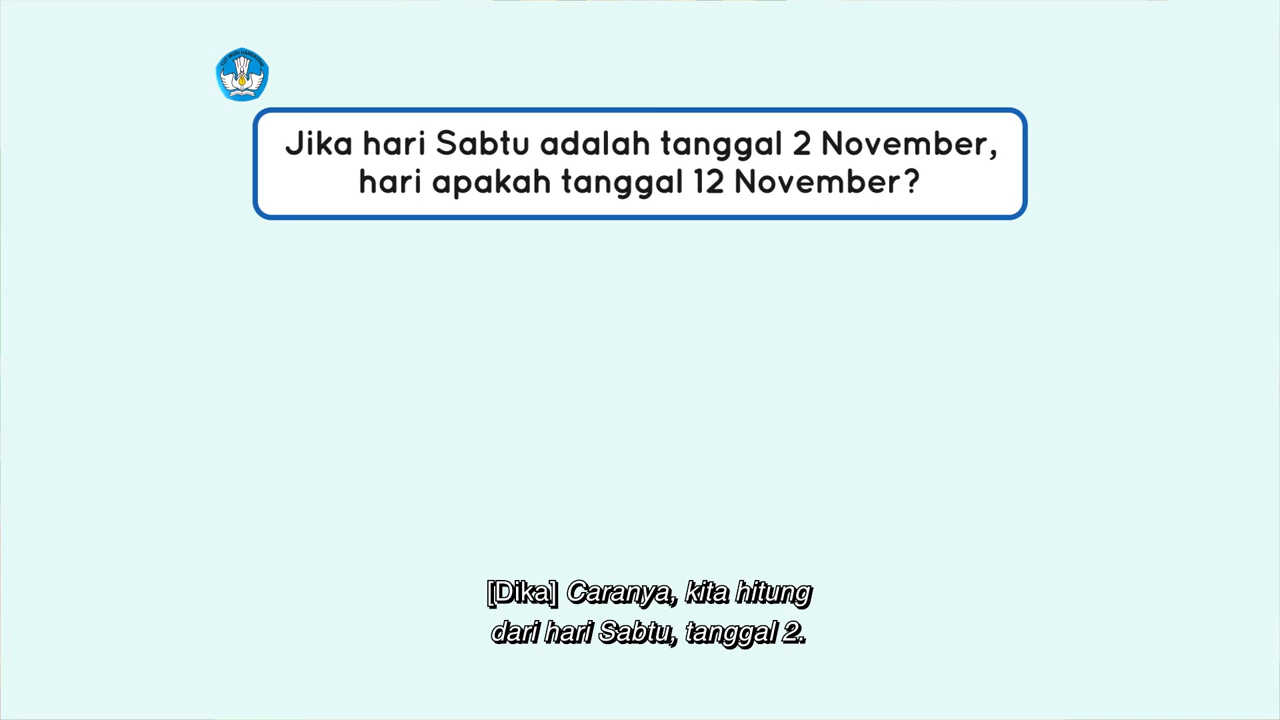 Jika hari Sabtu adalah tanggal 2 November,
hari apakah tanggal 12 November?
[Dika] Caranya, kita hitung
dari hari Sabtu, tanggal 2.